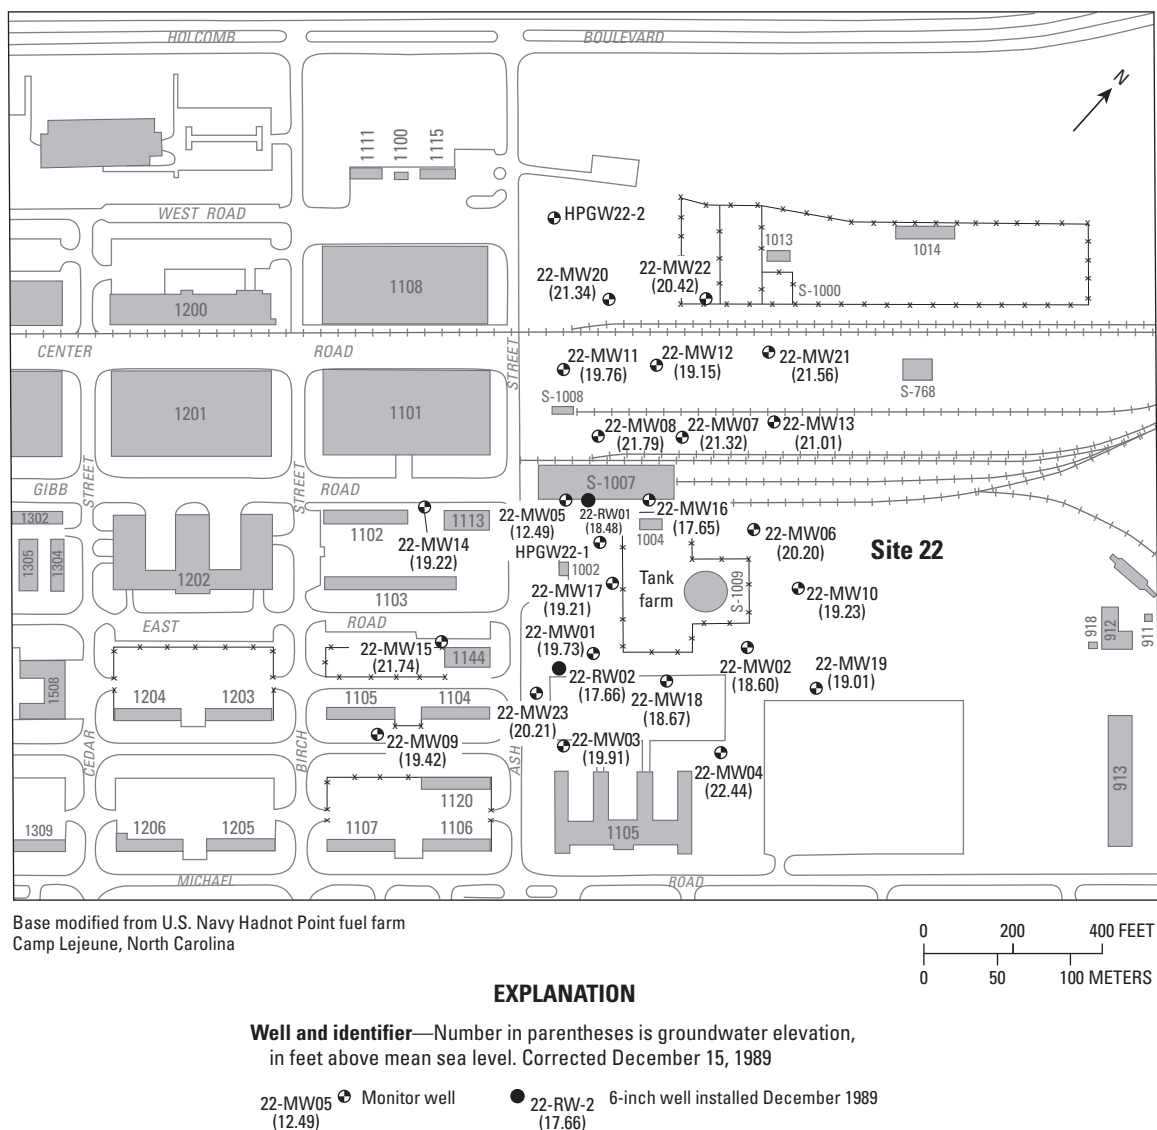 HOLCOMB BOULEVARD
N
1111
1100
1115
WEST ROAD
HPGW22-2
1013
1014
22-MW20
(21.34)
22-MW22
(20.42)
S-1000
1108
1200
CENTER ROAD
STREET
22-MW11
(19.76)
22-MW12
(19.15)
22-MW21
(21.56)
S-768
S-1008
1201
1101
22-MW08
(21.79)
22-MW07
(21.32)
22-MW13
(21.01)
STREET
STREET
GIBB ROAD
S-1007
1302
1102
1113
22-MW14
(19.22)
22-MW05
(12.49)
22-RW01
(18.48)
22-MW16
(17.65)
1004
22-MW06
(20.20)
Site 22
HPGW22-1
1002
1305
1304
1202
1103
22-MW17
(19.21)
Tank
farm
S-1009
22-MW10
(19.23)
918
912
911
EAST ROAD
22-MW15
(21.74)
1144
22-MW01
(19.73)
22-RW02
(17.66)
22-MW02
(18.60)
22-MW19
(19.01)
22-MW18
(18.67)
1508
1204
1203
1105
1104
22-MW23
(20.21)
22-MW09
(19.42)
22-MW03
(19.91)
22-MW04
(22.44)
CEDAR
BIRCH
ASH
913
1120
1309
1206
1205
1107
1106
1105
MICHAEL ROAD
Base modified from U.S. Navy Hadnot Point fuel farm
Camp Lejeune, North Carolina
0 200 400 FEET
0 50 100 METERS
EXPLANATION
Well and identifier—Number in parentheses is groundwater elevation,
in feet above mean sea level. Corrected December 15, 1989
22-MW05
(12.49)
Monitor well
22-RW-2
(17.66)
6-inch well installed December 1989